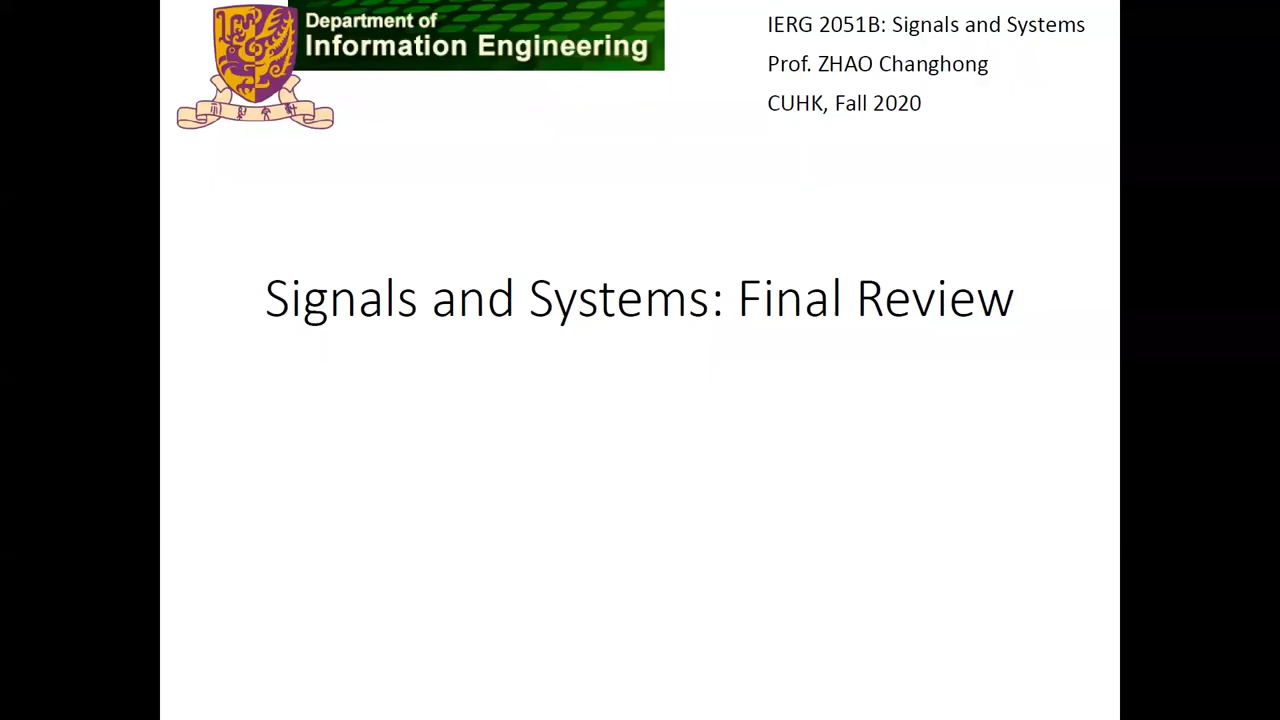 Department of
Information Engineering
IERG 2051B: Signals and Systems
Prof. ZHAO Changhong
CUHK, Fall 2020
Signals and Systems: Final Review